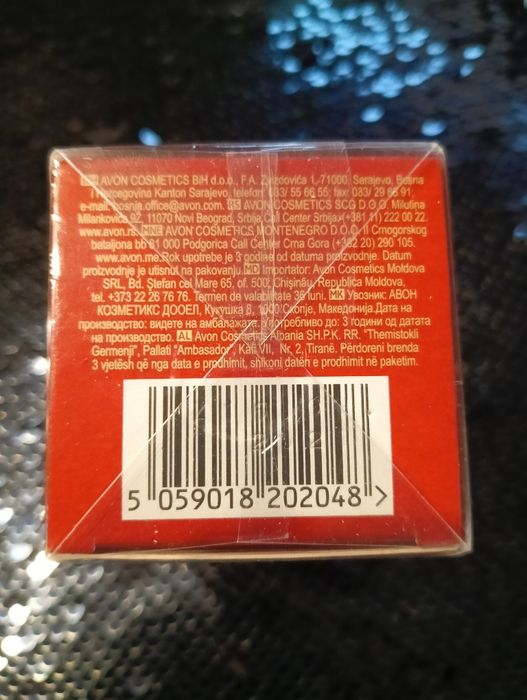 BIH AVON COSMETICS BiH d.o.o., F.A. Zvizdovića 1, 71000, Sarajevo, Bosna
i Hercegovina Kanton Sarajevo, telefon: 033/ 55 66 55; fax: 033/ 29 66 91;
e-mail: bosnia.office@avon.com. RS AVON COSMETICS SCG D.O.O. Milutina
Milankovića 9Ž, 11070 Novi Beograd, Srbija Call Center Srbija:(+381 11) 222 00 22.
www.avon.rs. MNE AVON COSMETICS MONTENEGRO D.O.O. II Crnogorskog
bataljona bb 81 000 Podgorica Call Center Crna Gora (+382 20) 290 105.
www.avon.me.Rok upotrebe je 3 godine od datuma proizvodnje. Datum
proizvodnje je utisnut na pakovanju. MD Importator: Avon Cosmetics Moldova
SRL, Bd. Ştefan cel Mare 65, of. 500, Chişinău, Republica Moldova,
tel. +373 22 26 76 76. Termen de valabilitate 36 luni. MK Увозник: АВОН
КОЗМЕТИКС ДООЕЛ, Кукушка 8, 1000 Скопје, Македонија.Дата на
производство: видете на амбалажата. Употребливо до: 3 години од датата
на производство. AL Avon Cosmetics Albania SH.P.K. RR. "Themistokli
Germenji", Pallati "Ambasador", Kati VII, Nr. 2, Tiranë. Përdoreni brenda
3 vjetësh që nga data e prodhimit, shikoni datën e prodhimit në paketim.
5 059018 202048 >